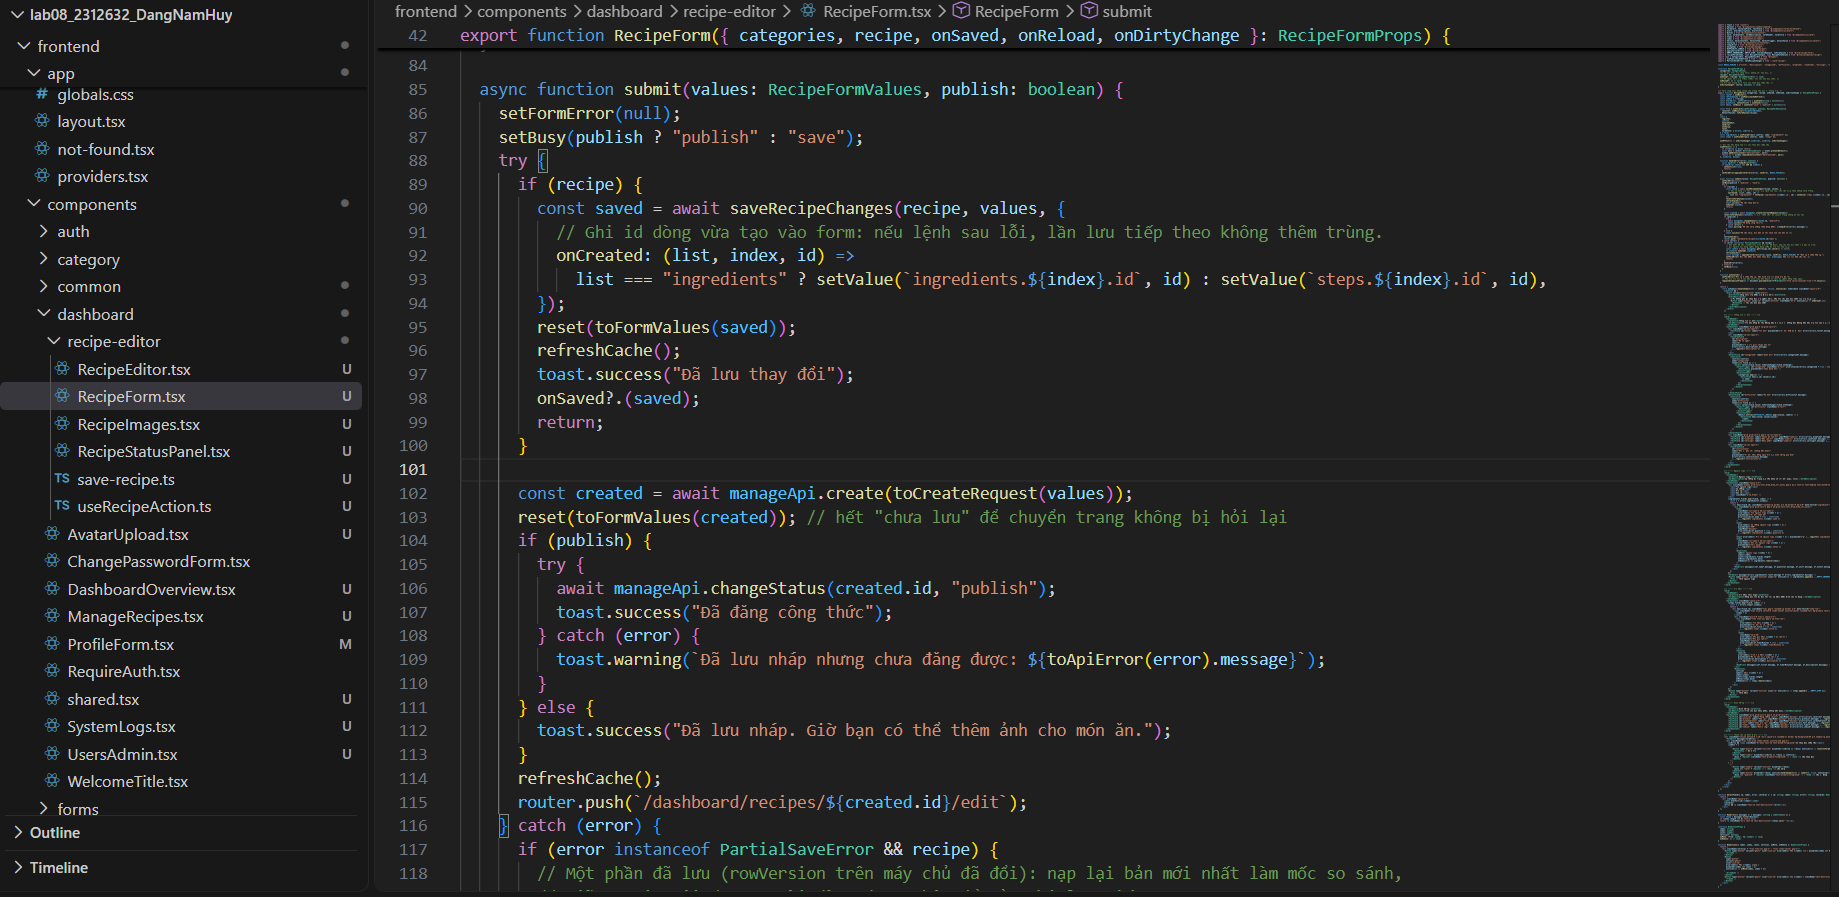 lab08_2312632_DangNamHuy
frontend
app
globals.css
layout.tsx
not-found.tsx
providers.tsx
components
auth
category
common
dashboard
recipe-editor
RecipeEditor.tsx U
RecipeForm.tsx U
RecipeImages.tsx U
RecipeStatusPanel.tsx U
TS save-recipe.ts U
TS useRecipeAction.ts U
AvatarUpload.tsx U
ChangePasswordForm.tsx
DashboardOverview.tsx U
ManageRecipes.tsx U
ProfileForm.tsx M
RequireAuth.tsx
shared.tsx U
SystemLogs.tsx U
UsersAdmin.tsx U
WelcomeTitle.tsx
forms
Outline
Timeline
frontend > components > dashboard > recipe-editor > RecipeForm.tsx > RecipeForm > submit
42 export function RecipeForm({ categories, recipe, onSaved, onReload, onDirtyChange }: RecipeFormProps) {
84
85 async function submit(values: RecipeFormValues, publish: boolean) {
86 setFormError(null);
87 setBusy(publish ? "publish" : "save");
88 try {
89 if (recipe) {
90 const saved = await saveRecipeChanges(recipe, values, {
91 // Ghi id dòng vừa tạo vào form: nếu lệnh sau lỗi, lần lưu tiếp theo không thêm trùng.
92 onCreated: (list, index, id) =>
93 list === "ingredients" ? setValue(`ingredients.${index}.id`, id) : setValue(`steps.${index}.id`, id),
94 });
95 reset(toFormValues(saved));
96 refreshCache();
97 toast.success("Đã lưu thay đổi");
98 onSaved?.(saved);
99 return;
100 }
101
102 const created = await manageApi.create(toCreateRequest(values));
103 reset(toFormValues(created)); // hết "chưa lưu" để chuyển trang không bị hỏi lại
104 if (publish) {
105 try {
106 await manageApi.changeStatus(created.id, "publish");
107 toast.success("Đã đăng công thức");
108 } catch (error) {
109 toast.warning(`Đã lưu nháp nhưng chưa đăng được: ${toApiError(error).message}`);
110 }
111 } else {
112 toast.success("Đã lưu nháp. Giờ bạn có thể thêm ảnh cho món ăn.");
113 }
114 refreshCache();
115 router.push(`/dashboard/recipes/${created.id}/edit`);
116 } catch (error) {
117 if (error instanceof PartialSaveError && recipe) {
118 // Một phần đã lưu (rowVersion trên máy chủ đã đổi): nạp lại bản mới nhất làm mốc so sánh,